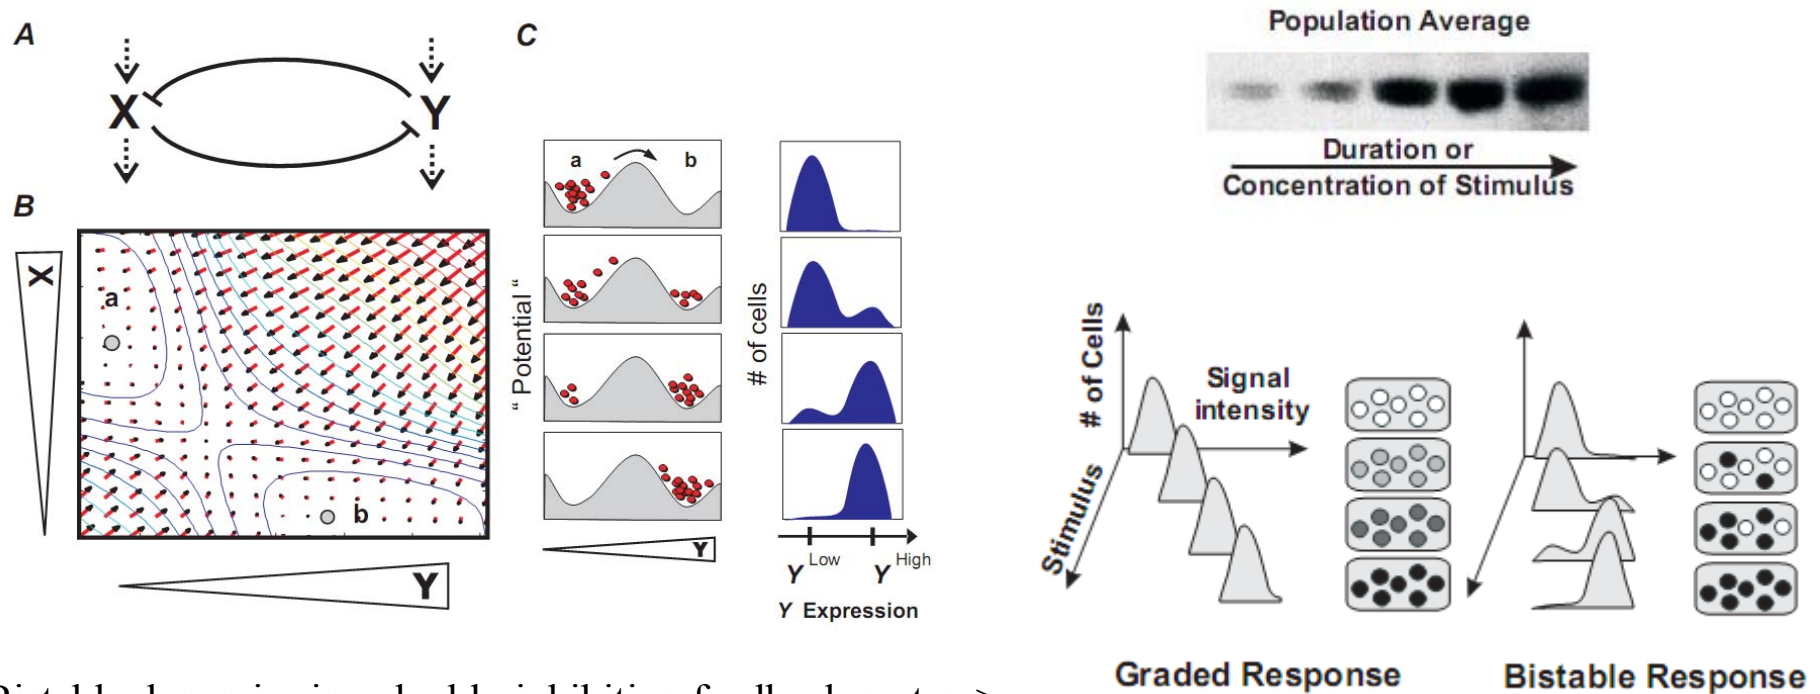 A
X
Y
B
X
a
b
Y
C
a
b
“ Potential “
Y
# of cells
Y Low
Y High
Y Expression
Population Average
Duration or
Concentration of Stimulus
# of Cells
Signal
intensity
Stimulus
Graded Response
Bistable Response